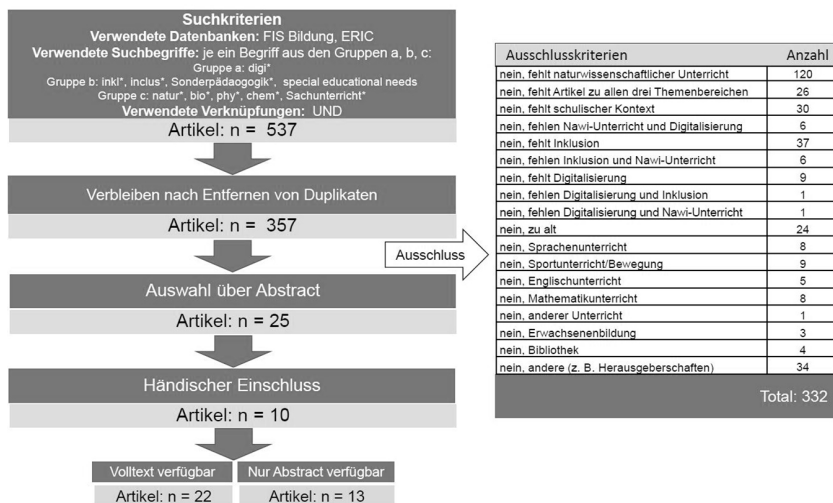 Suchkriterien
Verwendete Datenbanken: FIS Bildung, ERIC
Verwendete Suchbegriffe: je ein Begriff aus den Gruppen a, b, c:
Gruppe a: digi*
Gruppe b: inkl*, inclus*, Sonderpädaogogik*, special educational needs
Gruppe c: natur*, bio*, phy*, chem*, Sachunterricht*
Verwendete Verknüpfungen: UND
Artikel: n = 537
Verbleiben nach Entfernen von Duplikaten
Artikel: n = 357
Auswahl über Abstract
Artikel: n = 25
Händischer Einschluss
Artikel: n = 10
Volltext verfügbar
Artikel: n = 22
Nur Abstract verfügbar
Artikel: n = 13
Ausschluss
Ausschlusskriterien Anzahl
nein, fehlt naturwissenschaftlicher Unterricht 120
nein, fehlt Artikel zu allen drei Themenbereichen 26
nein, fehlt schulischer Kontext 30
nein, fehlen Nawi-Unterricht und Digitalisierung 6
nein, fehlt Inklusion 37
nein, fehlen Inklusion und Nawi-Unterricht 6
nein, fehlt Digitalisierung 9
nein, fehlen Digitalisierung und Inklusion 1
nein, fehlen Digitalisierung und Nawi-Unterricht 1
nein, zu alt 24
nein, Sprachenunterricht 8
nein, Sportunterricht/Bewegung 9
nein, Englischunterricht 5
nein, Mathematikunterricht 8
nein, anderer Unterricht 1
nein, Erwachsenenbildung 3
nein, Bibliothek 4
nein, andere (z. B. Herausgeberschaften) 34
Total: 332